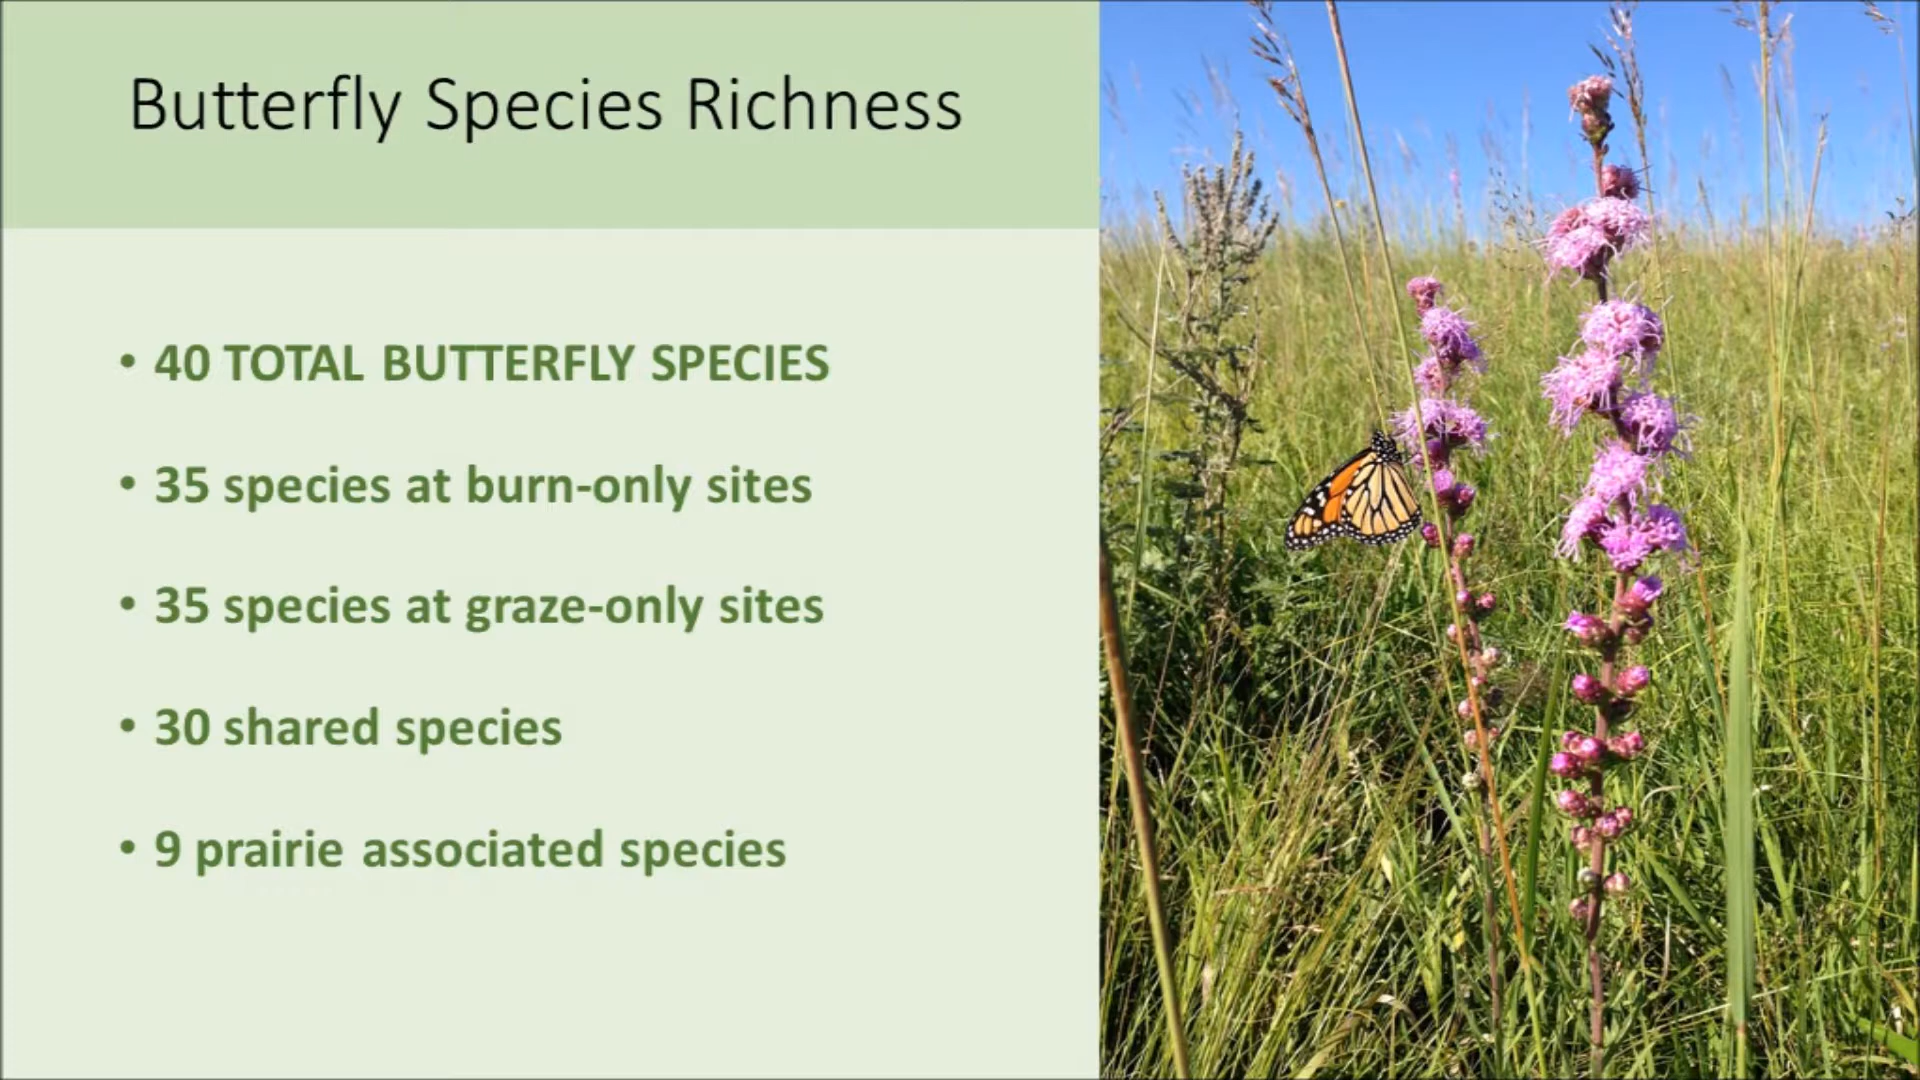 Butterfly Species Richness
• 40 TOTAL BUTTERFLY SPECIES
• 35 species at burn-only sites
• 35 species at graze-only sites
• 30 shared species
• 9 prairie associated species